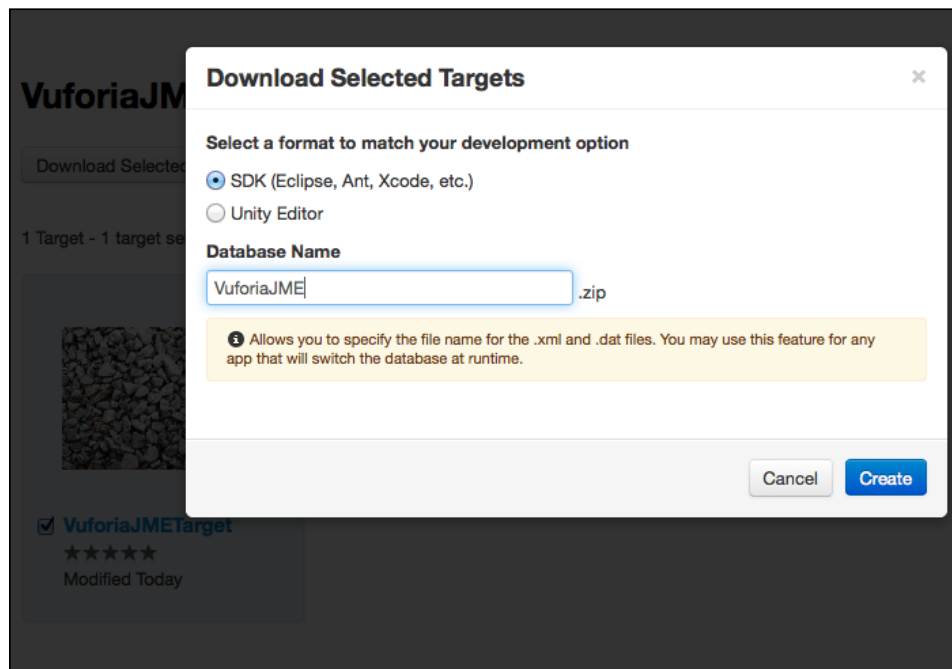 Download Selected Targets
×
VuforiaJM
Select a format to match your development option
Download Selected
SDK (Eclipse, Ant, Xcode, etc.)
Unity Editor
1 Target - 1 target se
Database Name
VuforiaJME
.zip
Allows you to specify the file name for the .xml and .dat files. You may use this feature for any
app that will switch the database at runtime.
Cancel
Create
VuforiaJMETarget
★★★★★
Modified Today